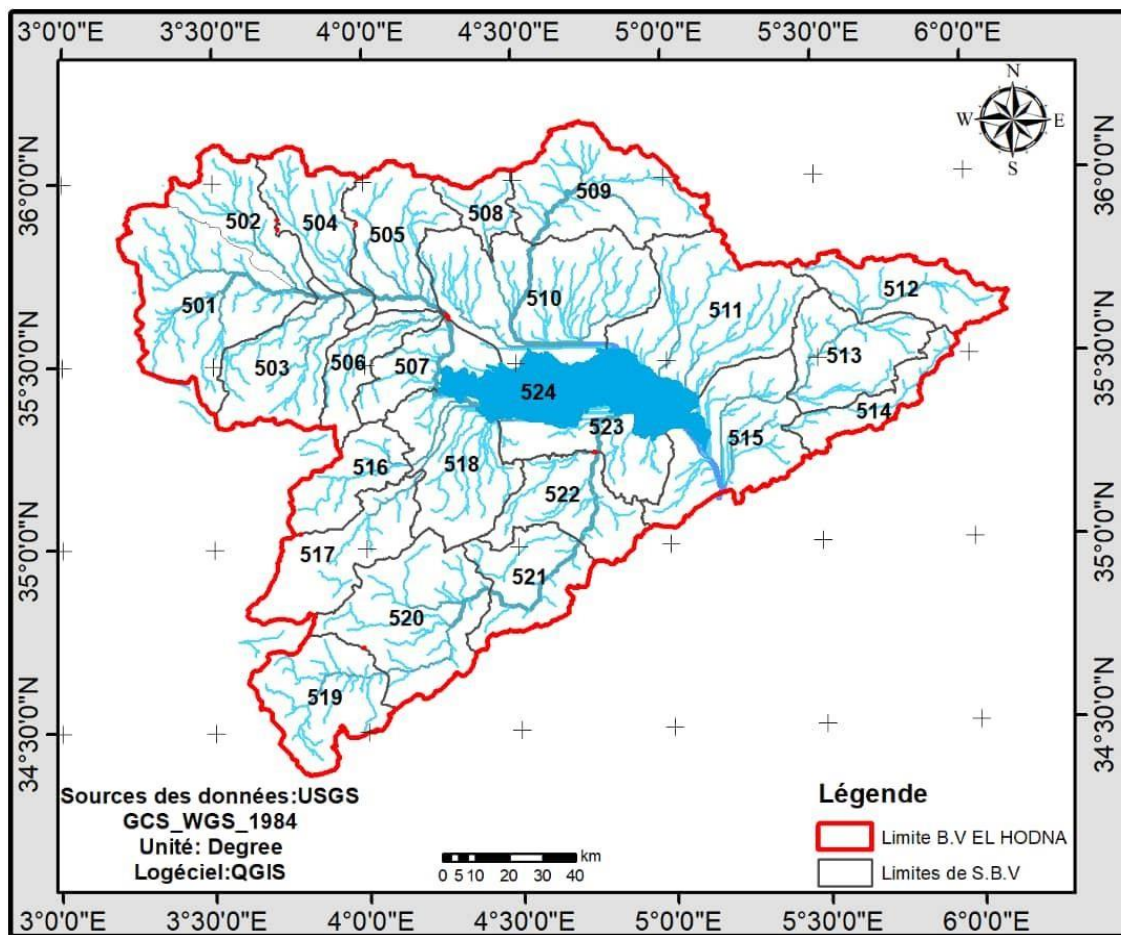 3°0'0"E 3°30'0"E 4°0'0"E 4°30'0"E 5°0'0"E 5°30'0"E 6°0'0"E
N
W E
S
36°0'0"N 36°0'0"N
509
502 504 508
505
501 510 511 512
35°30'0"N 35°30'0"N
503 506 507 513
524
514
523
515
516 518
522
517
35°0'0"N 35°0'0"N
521
520
519
34°30'0"N 34°30'0"N
Sources des données:USGS
GCS_WGS_1984
Unité: Degree
Logéciel:QGIS
km
0 5 10 20 30 40
Légende
Limite B.V EL HODNA
Limites de S.B.V
3°0'0"E 3°30'0"E 4°0'0"E 4°30'0"E 5°0'0"E 5°30'0"E 6°0'0"E